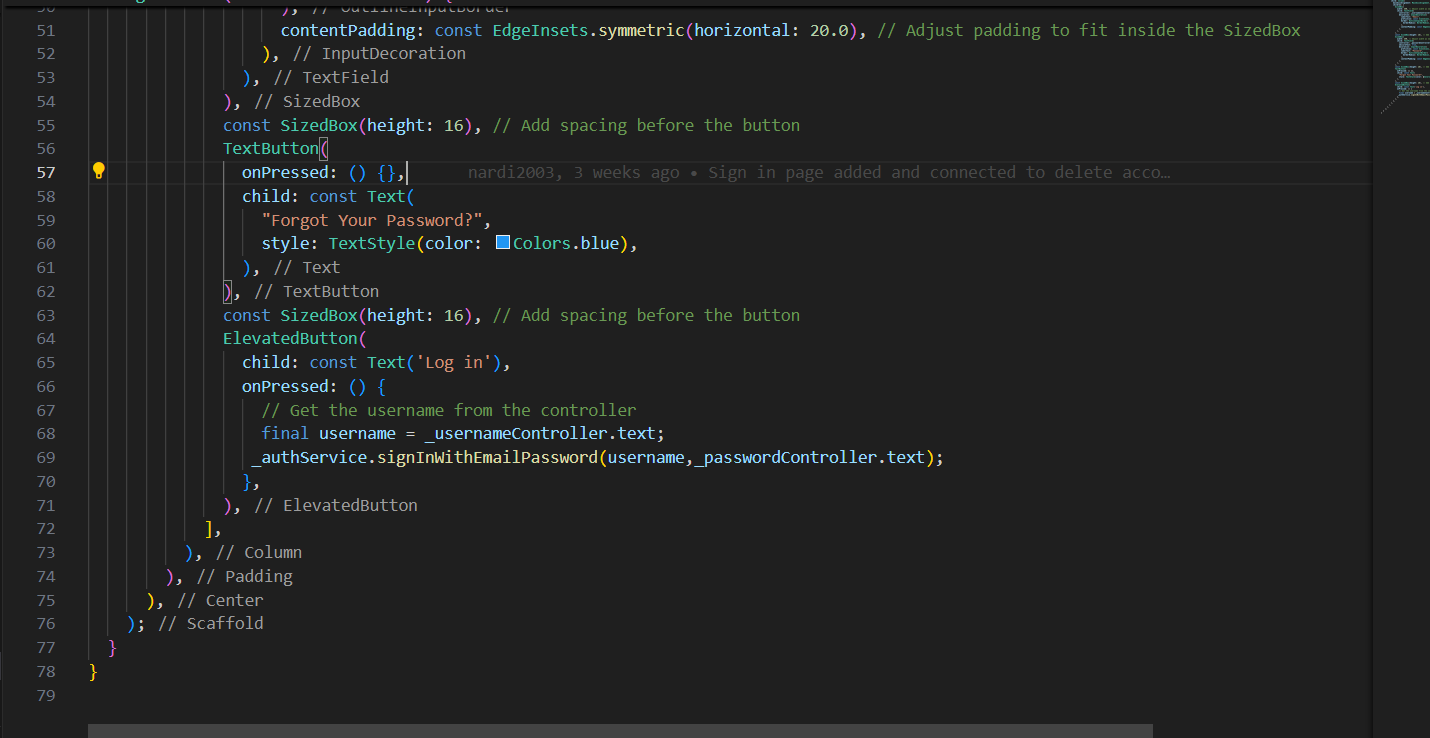 51 contentPadding: const EdgeInsets.symmetric(horizontal: 20.0), // Adjust padding to fit inside the SizedBox
52 ), // InputDecoration
53 ), // TextField
54 ), // SizedBox
55 const SizedBox(height: 16), // Add spacing before the button
56 TextButton(
57 onPressed: () {}, nardi2003, 3 weeks ago • Sign in page added and connected to delete acco…
58 child: const Text(
59 "Forgot Your Password?",
60 style: TextStyle(color: Colors.blue),
61 ), // Text
62 ), // TextButton
63 const SizedBox(height: 16), // Add spacing before the button
64 ElevatedButton(
65 child: const Text('Log in'),
66 onPressed: () {
67 // Get the username from the controller
68 final username = _usernameController.text;
69 _authService.signInWithEmailPassword(username,_passwordController.text);
70 },
71 ), // ElevatedButton
72 ],
73 ), // Column
74 ), // Padding
75 ), // Center
76 ); // Scaffold
77 }
78 }
79